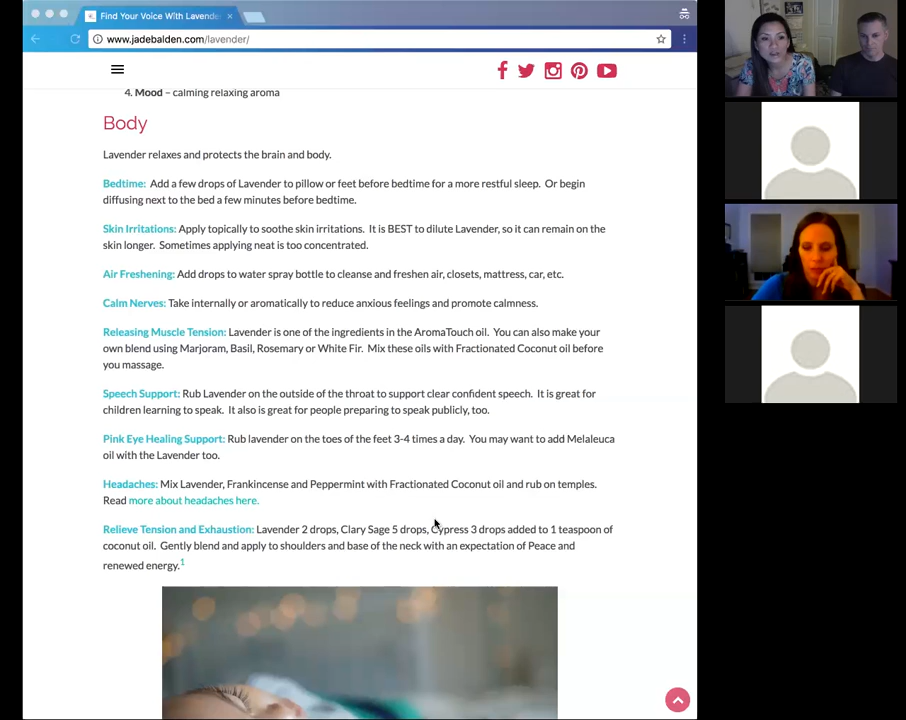 Find Your Voice With Lavende
www.jadebalden.com/lavender/
4. Mood – calming relaxing aroma
Body
Lavender relaxes and protects the brain and body.
Bedtime: Add a few drops of Lavender to pillow or feet before bedtime for a more restful sleep. Or begin
diffusing next to the bed a few minutes before bedtime.
Skin Irritations: Apply topically to soothe skin irritations. It is BEST to dilute Lavender, so it can remain on the
skin longer. Sometimes applying neat is too concentrated.
Air Freshening: Add drops to water spray bottle to cleanse and freshen air, closets, mattress, car, etc.
Calm Nerves: Take internally or aromatically to reduce anxious feelings and promote calmness.
Releasing Muscle Tension: Lavender is one of the ingredients in the AromaTouch oil. You can also make your
own blend using Marjoram, Basil, Rosemary or White Fir. Mix these oils with Fractionated Coconut oil before
you massage.
Speech Support: Rub Lavender on the outside of the throat to support clear confident speech. It is great for
children learning to speak. It also is great for people preparing to speak publicly, too.
Pink Eye Healing Support: Rub lavender on the toes of the feet 3-4 times a day. You may want to add Melaleuca
oil with the Lavender too.
Headaches: Mix Lavender, Frankincense and Peppermint with Fractionated Coconut oil and rub on temples.
Read more about headaches here.
Relieve Tension and Exhaustion: Lavender 2 drops, Clary Sage 5 drops, Cypress 3 drops added to 1 teaspoon of
coconut oil. Gently blend and apply to shoulders and base of the neck with an expectation of Peace and
renewed energy.1